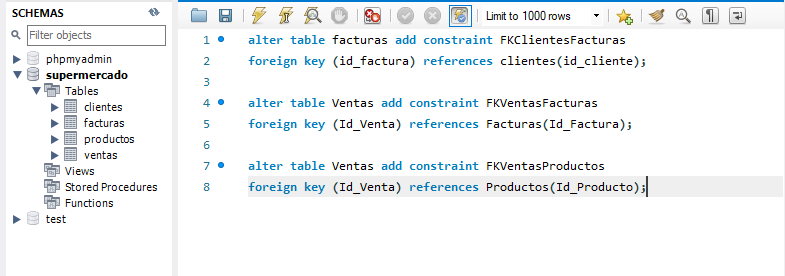 SCHEMAS
Filter objects
phpmyadmin
supermercado
Tables
clientes
facturas
productos
ventas
Views
Stored Procedures
Functions
test
Limit to 1000 rows
1 alter table facturas add constraint FKClientesFacturas
2 foreign key (id_factura) references clientes(id_cliente);
3
4 alter table Ventas add constraint FKVentasFacturas
5 foreign key (Id_Venta) references Facturas(Id_Factura);
6
7 alter table Ventas add constraint FKVentasProductos
8 foreign key (Id_Venta) references Productos(Id_Producto);